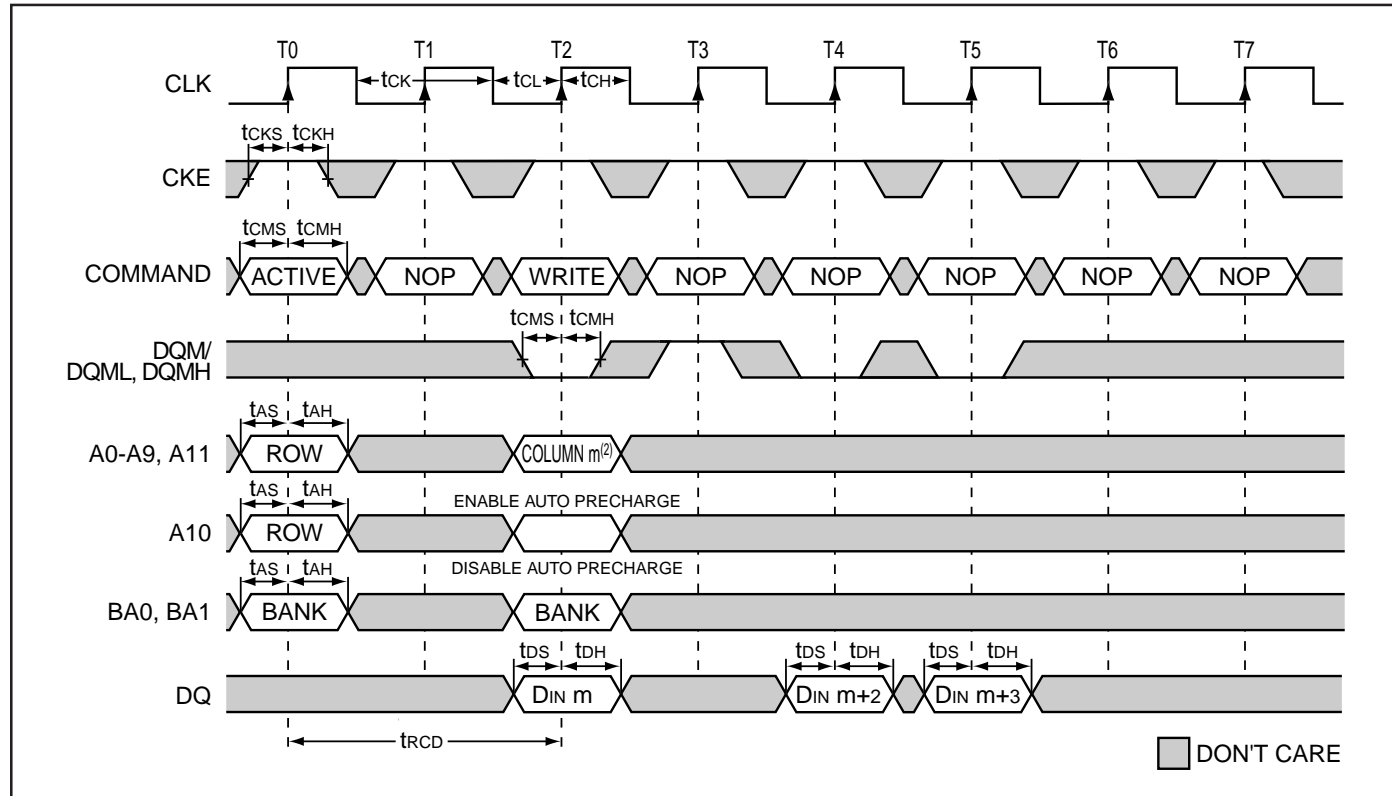 T0 T1 T2 T3 T4 T5 T6 T7
CLK
tCK tCL tCH
tCKS tCKH
CKE
tCMS tCMH
COMMAND ACTIVE NOP WRITE NOP NOP NOP NOP NOP
tCMS tCMH
DQM/
DQML, DQMH
tAS tAH
A0-A9, A11 ROW COLUMN m(2)
tAS tAH ENABLE AUTO PRECHARGE
A10 ROW
tAS tAH DISABLE AUTO PRECHARGE
BA0, BA1 BANK BANK
tDS tDH tDS tDH tDS tDH
DQ DIN m DIN m+2 DIN m+3
tRCD
DON'T CARE